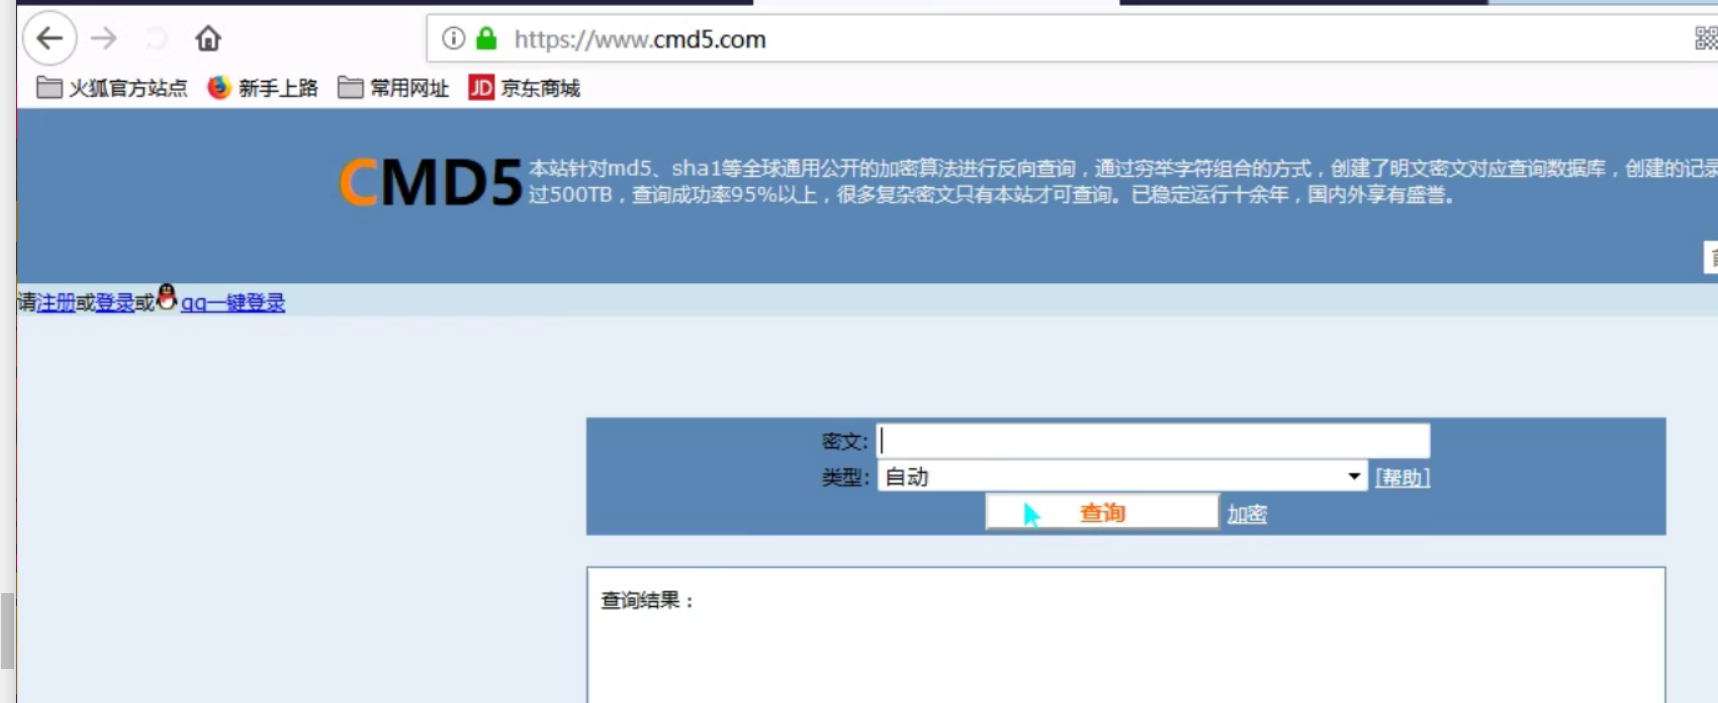 https://www.cmd5.com
火狐官方站点 新手上路 常用网址 JD 京东商城
CMD5 本站针对md5、sha1等全球通用公开的加密算法进行反向查询，通过穷举字符组合的方式，创建了明文密文对应查询数据库，创建的记录
过500TB，查询成功率95%以上，很多复杂密文只有本站才可查询。已稳定运行十余年，国内外享有盛誉。
请注册或登录或qq一键登录
密文:
类型: 自动 [帮助]
查询 加密
查询结果：